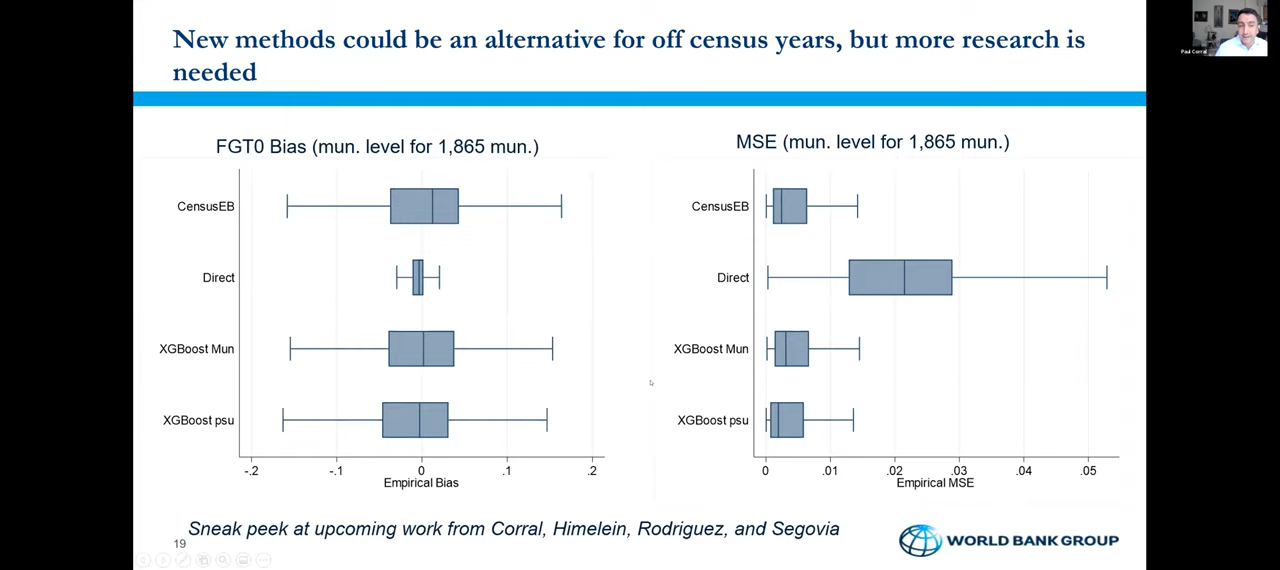 New methods could be an alternative for off census years, but more research is
needed
Paul Corral
FGT0 Bias (mun. level for 1,865 mun.)
CensusEB
Direct
XGBoost Mun
XGBoost psu
-.2
-.1
0
.1
.2
Empirical Bias
MSE (mun. level for 1,865 mun.)
CensusEB
Direct
XGBoost Mun
XGBoost psu
0
.01
.02
.03
.04
.05
Empirical MSE
Sneak peek at upcoming work from Corral, Himelein, Rodriguez, and Segovia
19
WORLD BANK GROUP